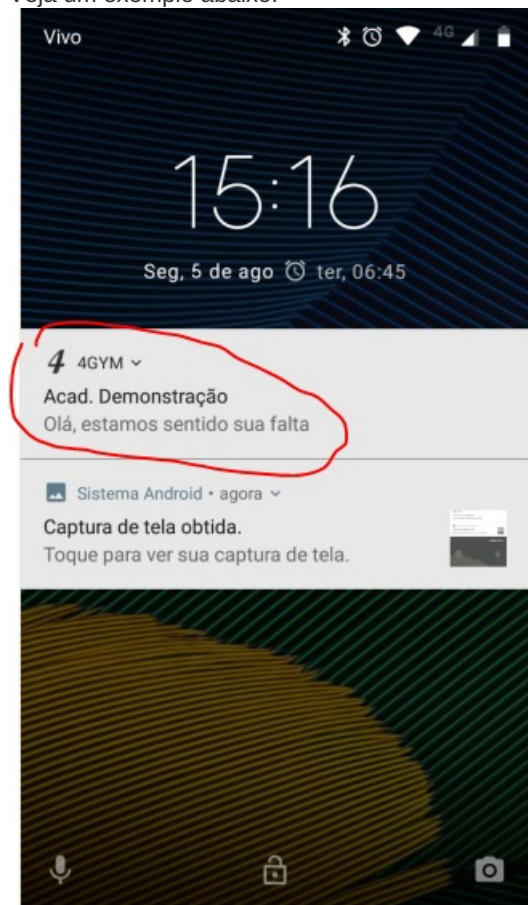 Veja um exemplo abaixo:
Vivo 4G
15:16
Seg, 5 de ago ter, 06:45
4 4GYM
Acad. Demonstração
Olá, estamos sentido sua falta
Sistema Android • agora
Captura de tela obtida.
Toque para ver sua captura de tela.